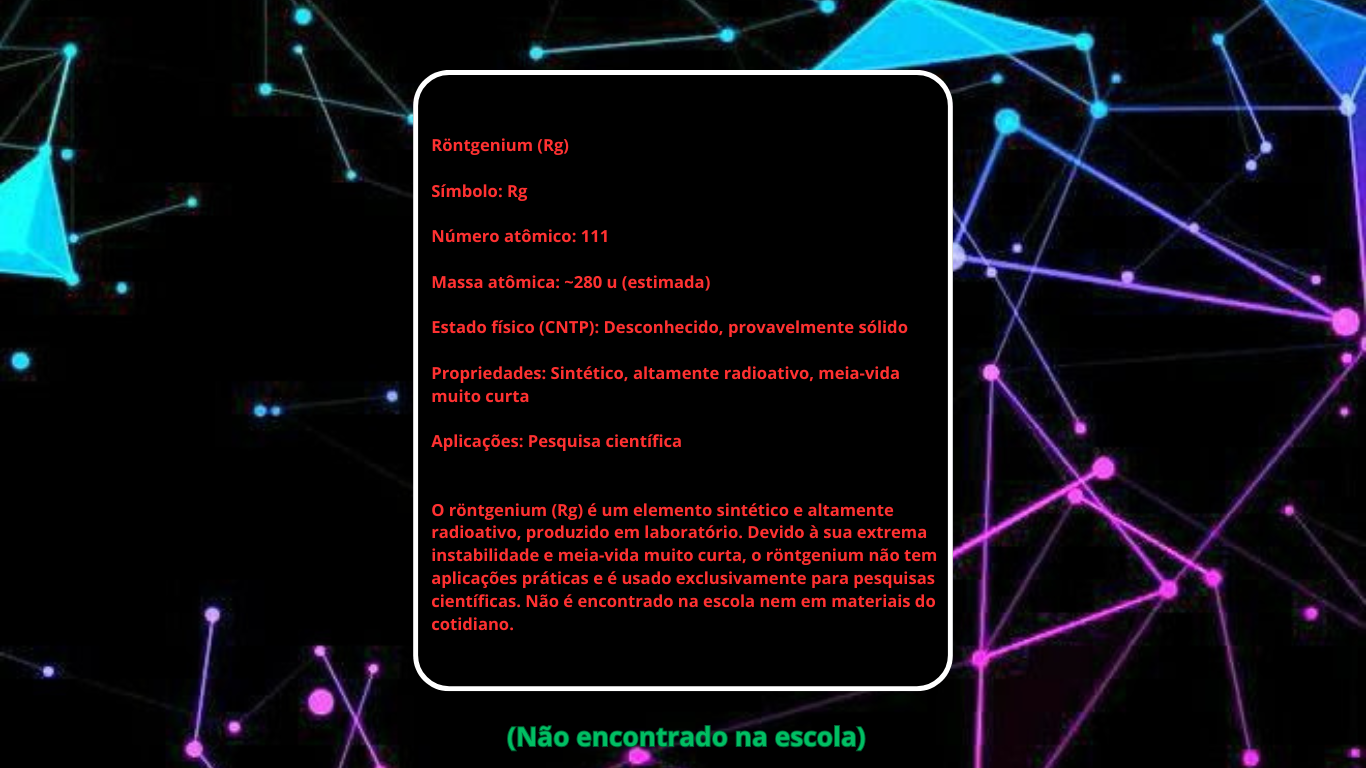 Röntgenium (Rg)
Símbolo: Rg
Número atômico: 111
Massa atômica: ~280 u (estimada)
Estado físico (CNTP): Desconhecido, provavelmente sólido
Propriedades: Sintético, altamente radioativo, meia-vida
muito curta
Aplicações: Pesquisa científica
O röntgenium (Rg) é um elemento sintético e altamente
radioativo, produzido em laboratório. Devido à sua extrema
instabilidade e meia-vida muito curta, o röntgenium não tem
aplicações práticas e é usado exclusivamente para pesquisas
científicas. Não é encontrado na escola nem em materiais do
cotidiano.
(Não encontrado na escola)